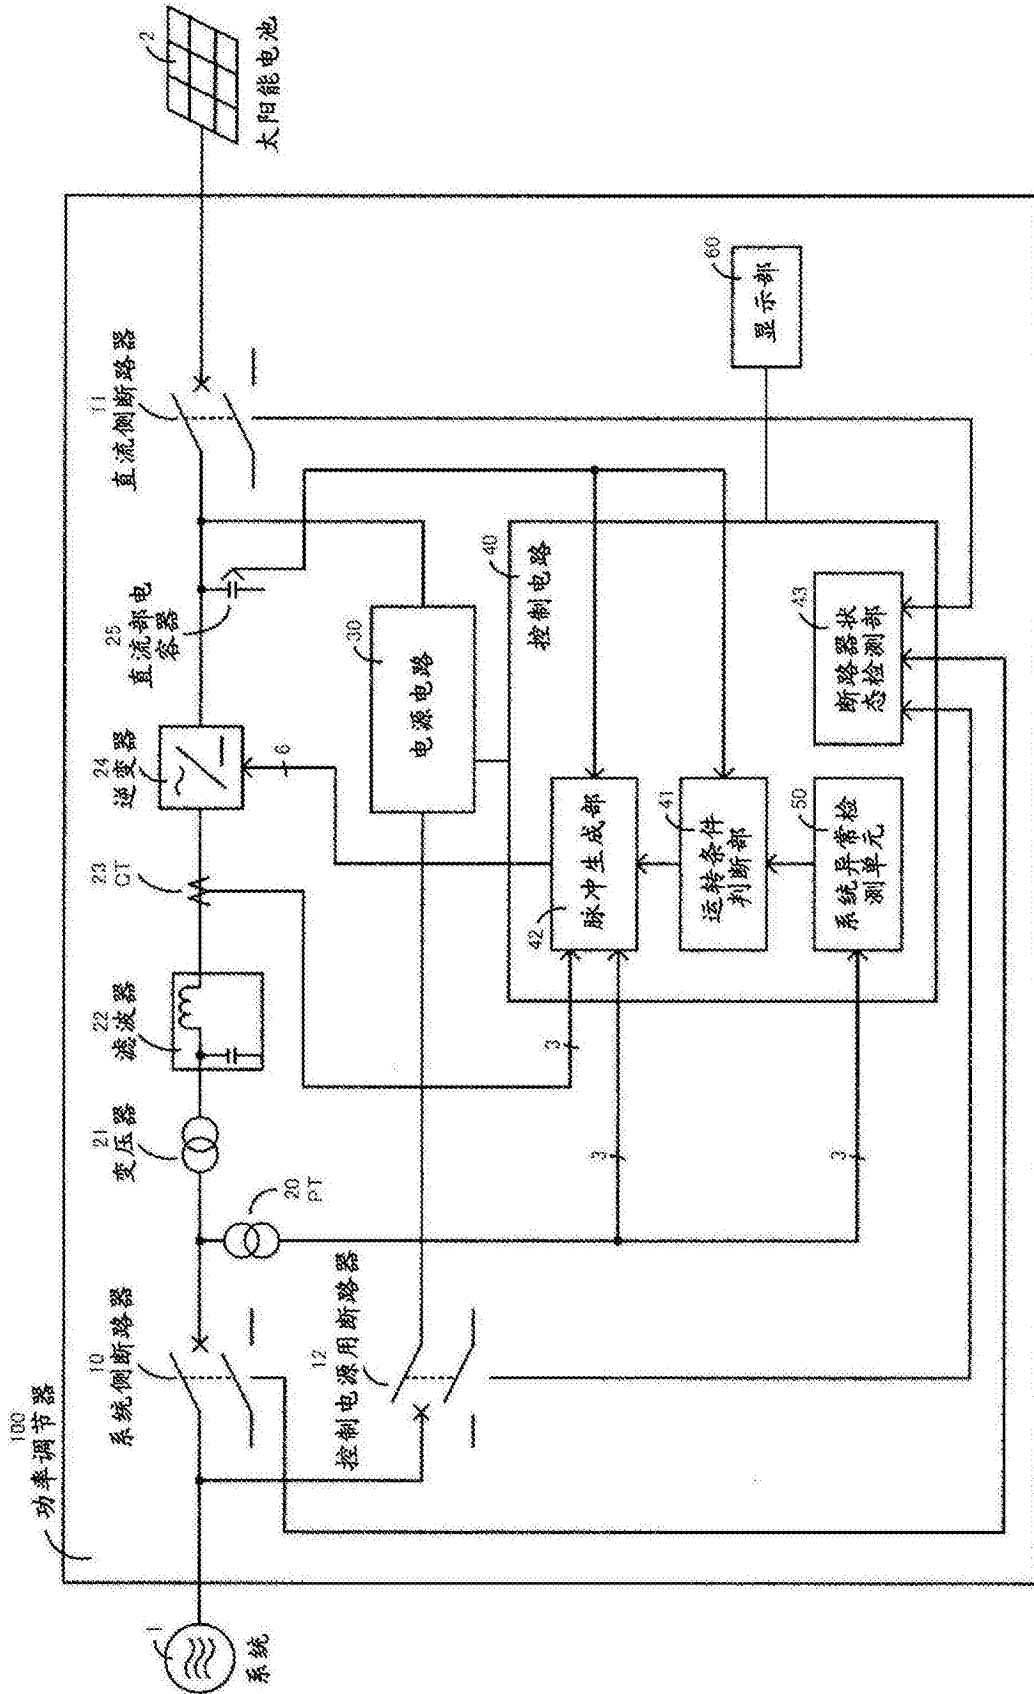 100
功率调节器
1
系统
10
系统侧断路器
20
PT
21
变压器
22
滤波器
23
CT
24
逆变器
25
直流部电
容器
11
直流侧断路器
2
太阳能电池
12
控制电源用断路器
30
电源电路
6
40
控制电路
60
显示部
3
3
3
42
脉冲生成部
41
运转条件
判断部
50
系统异常检
测单元
43
断路器状
态检测部